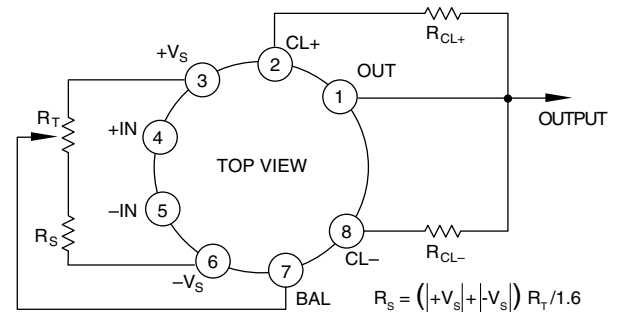 R_CL+
+V_S
2
CL+
3
OUT
1
R_T
+IN
4
OUTPUT
TOP VIEW
–IN
5
R_S
8
6
CL–
R_CL–
–V_S
7
BAL
R_S = (|+V_S|+|-V_S|) R_T/1.6